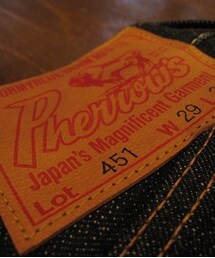 Pherrow's
Japan's Magnificent Garment
Lot 451 W 29